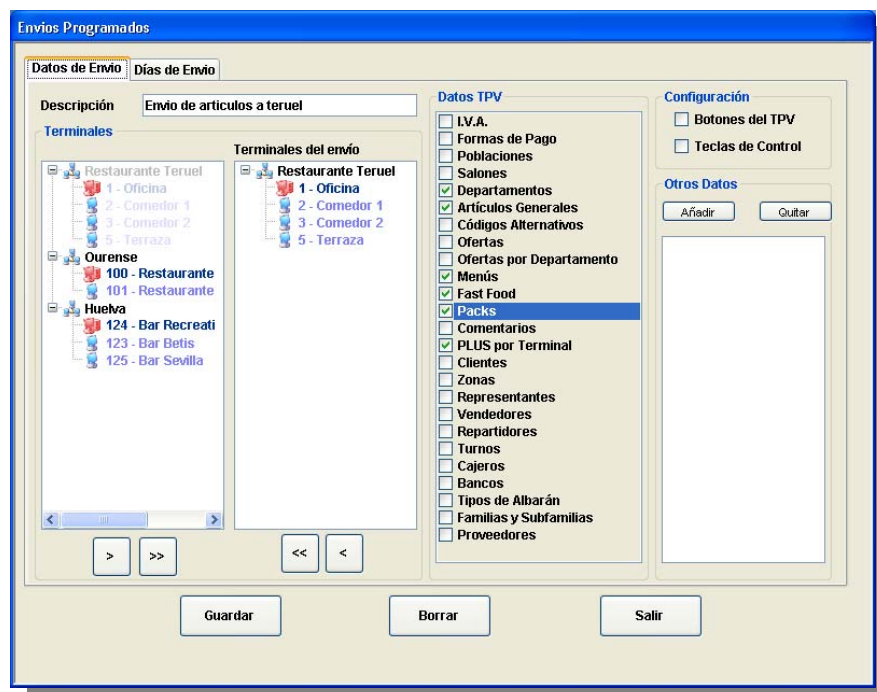 Envios Programados
Datos de Envio
Días de Envio
Descripción
Envio de articulos a teruel
Terminales
Restaurante Teruel
1 - Oficina
2 - Comedor 1
3 - Comedor 2
5 - Terraza
Ourense
100 - Restaurante
101 - Restaurante
Huelva
124 - Bar Recreati
123 - Bar Betis
125 - Bar Sevilla
>
>>
Terminales del envío
Restaurante Teruel
1 - Oficina
2 - Comedor 1
3 - Comedor 2
5 - Terraza
<<
<
Datos TPV
I.V.A.
Formas de Pago
Poblaciones
Salones
Departamentos
Artículos Generales
Códigos Alternativos
Ofertas
Ofertas por Departamento
Menús
Fast Food
Packs
Comentarios
PLUS por Terminal
Clientes
Zonas
Representantes
Vendedores
Repartidores
Turnos
Cajeros
Bancos
Tipos de Albarán
Familias y Subfamilias
Proveedores
Configuración
Botones del TPV
Teclas de Control
Otros Datos
Añadir
Quitar
Guardar
Borrar
Salir